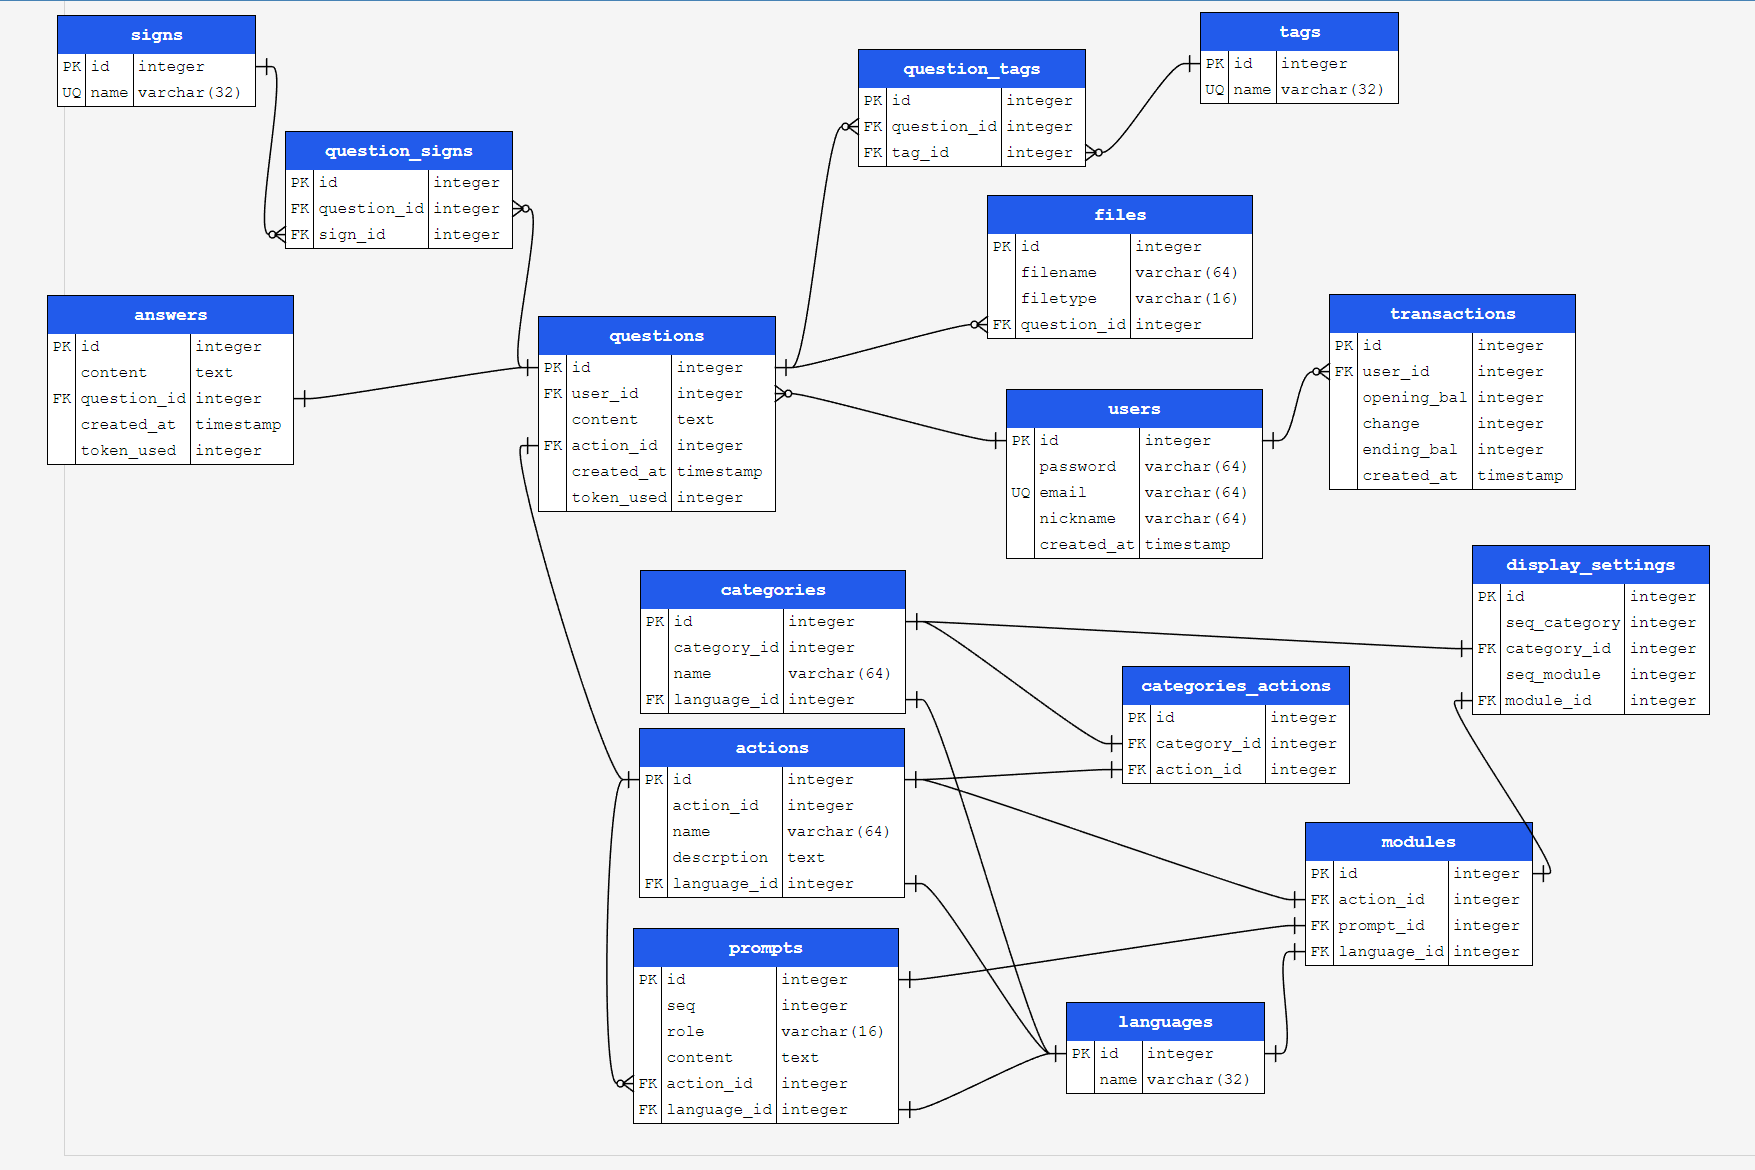 signs
PK id integer
UQ name varchar(32)
question_signs
PK id integer
FK question_id integer
FK sign_id integer
answers
PK id integer
content text
FK question_id integer
created_at timestamp
token_used integer
questions
PK id integer
FK user_id integer
content text
FK action_id integer
created_at timestamp
token_used integer
question_tags
PK id integer
FK question_id integer
FK tag_id integer
tags
PK id integer
UQ name varchar(32)
files
PK id integer
filename varchar(64)
filetype varchar(16)
FK question_id integer
transactions
PK id integer
FK user_id integer
opening_bal integer
change integer
ending_bal integer
created_at timestamp
users
PK id integer
password varchar(64)
UQ email varchar(64)
nickname varchar(64)
created_at timestamp
display_settings
PK id integer
seq_category integer
FK category_id integer
seq_module integer
FK module_id integer
categories
PK id integer
category_id integer
name varchar(64)
FK language_id integer
categories_actions
PK id integer
FK category_id integer
FK action_id integer
actions
PK id integer
action_id integer
name varchar(64)
descrption text
FK language_id integer
modules
PK id integer
FK action_id integer
FK prompt_id integer
FK language_id integer
prompts
PK id integer
seq integer
role varchar(16)
content text
FK action_id integer
FK language_id integer
languages
PK id integer
name varchar(32)